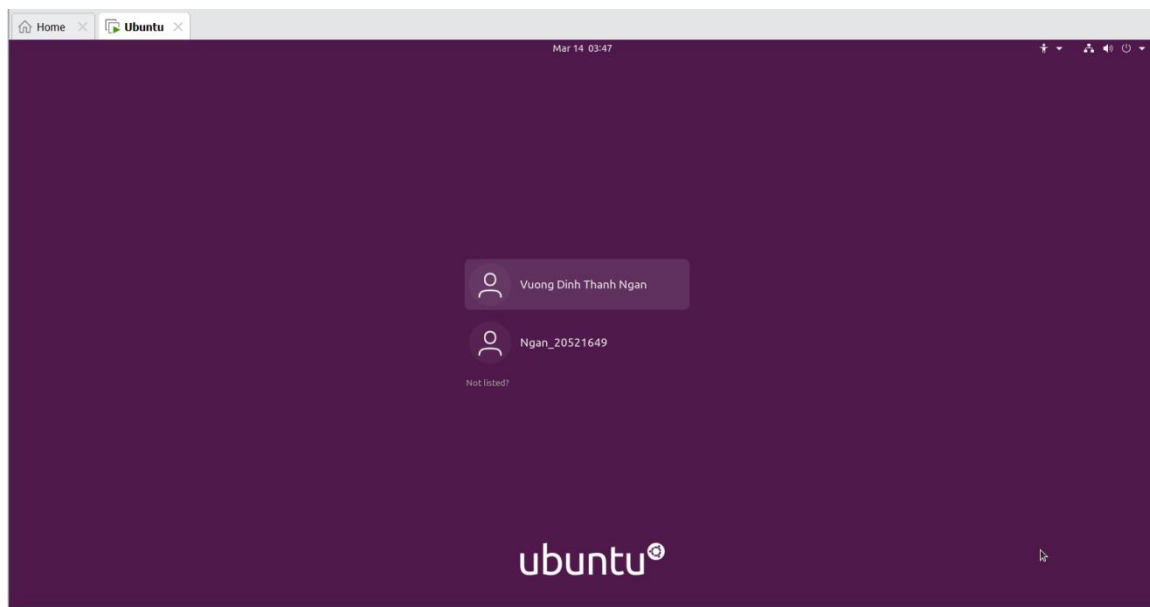 Home Ubuntu
Mar 14 03:47
Vuong Dinh Thanh Ngan
Ngan_20521649
Not listed?
ubuntu